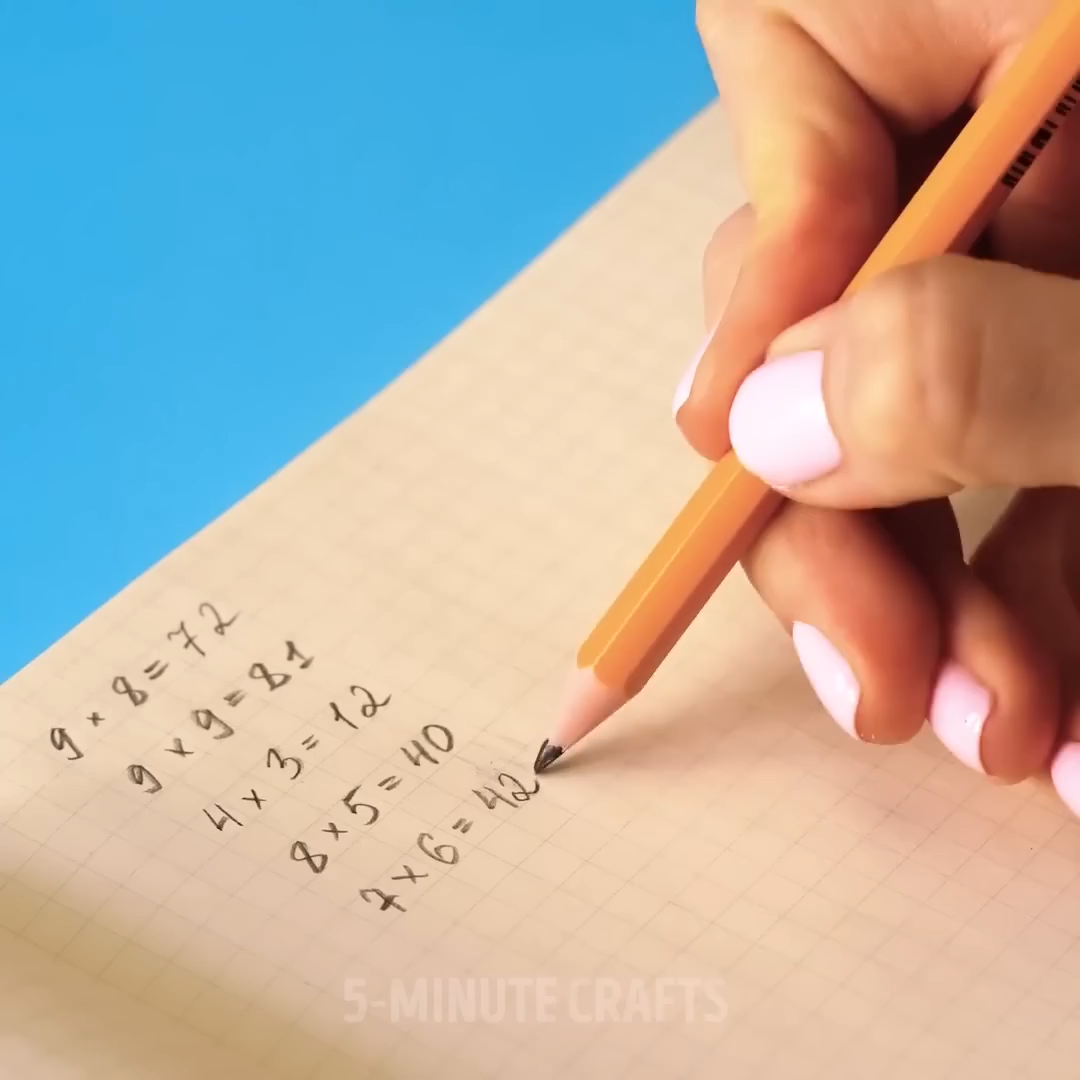 9 × 8 = 72
9 × 9 = 81
4 × 3 = 12
8 × 5 = 40
7 × 6 = 42
5-MINUTE CRAFTS